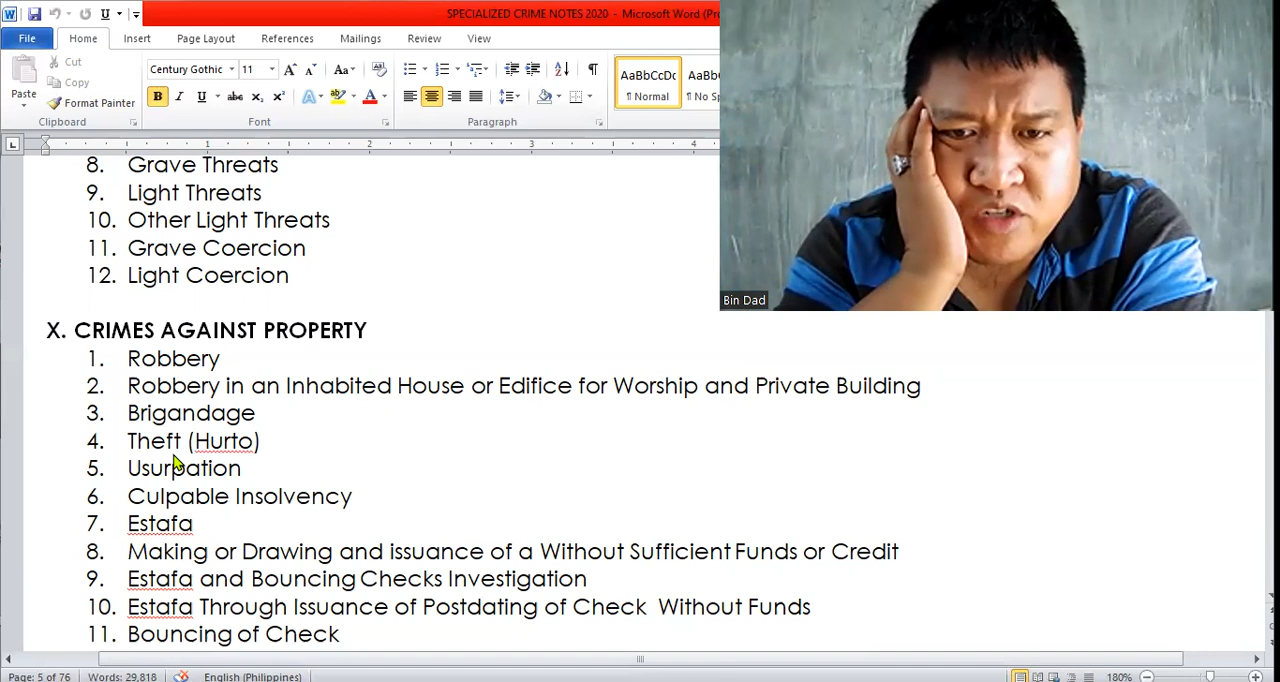 SPECIALIZED CRIME NOTES 2020 - Microsoft Word (Pro
File Home Insert Page Layout References Mailings Review View
Cut
Copy
Format Painter
Paste
Century Gothic 11
AaBbCcDc AaBb
¶ Normal ¶ No Sp
Clipboard Font Paragraph
1 2 3 4
8. Grave Threats
9. Light Threats
10. Other Light Threats
11. Grave Coercion
12. Light Coercion
Bin Dad
X. CRIMES AGAINST PROPERTY
1. Robbery
2. Robbery in an Inhabited House or Edifice for Worship and Private Building
3. Brigandage
4. Theft (Hurto)
5. Usurpation
6. Culpable Insolvency
7. Estafa
8. Making or Drawing and issuance of a Without Sufficient Funds or Credit
9. Estafa and Bouncing Checks Investigation
10. Estafa Through Issuance of Postdating of Check Without Funds
11. Bouncing of Check
Page: 5 of 76 Words: 29,818 English (Philippines) 180%